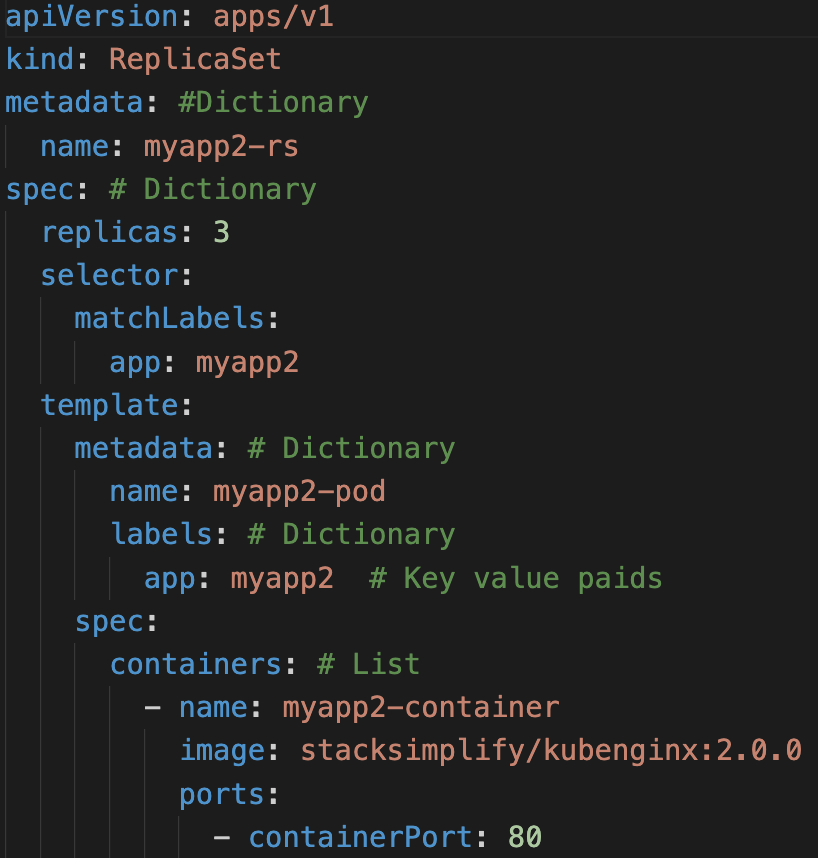 apiVersion: apps/v1
kind: ReplicaSet
metadata: #Dictionary
  name: myapp2-rs
spec: # Dictionary
  replicas: 3
  selector:
    matchLabels:
      app: myapp2
  template:
    metadata: # Dictionary
      name: myapp2-pod
      labels: # Dictionary
        app: myapp2  # Key value paids
    spec:
      containers: # List
        - name: myapp2-container
          image: stacksimplify/kubenginx:2.0.0
          ports:
            - containerPort: 80